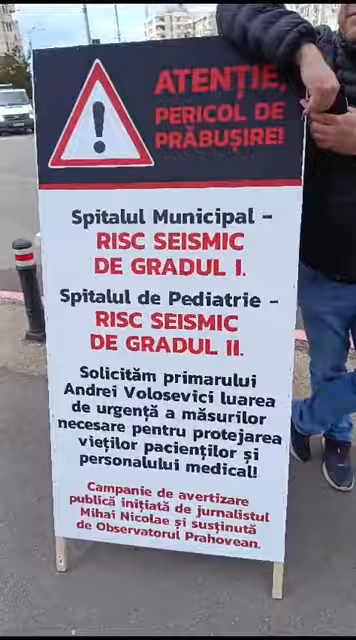 ATENȚIE,
PERICOL DE
PRĂBUȘIRE!
Spitalul Municipal –
RISC SEISMIC
DE GRADUL I.
Spitalul de Pediatrie –
RISC SEISMIC
DE GRADUL II.
Solicităm primarului
Andrei Volosevici luarea
de urgență a măsurilor
necesare pentru protejarea
vieților pacienților și
personalului medical!
Campanie de avertizare
publică inițiată de jurnalistul
Mihai Nicolae și susținută
de Observatorul Prahovean.